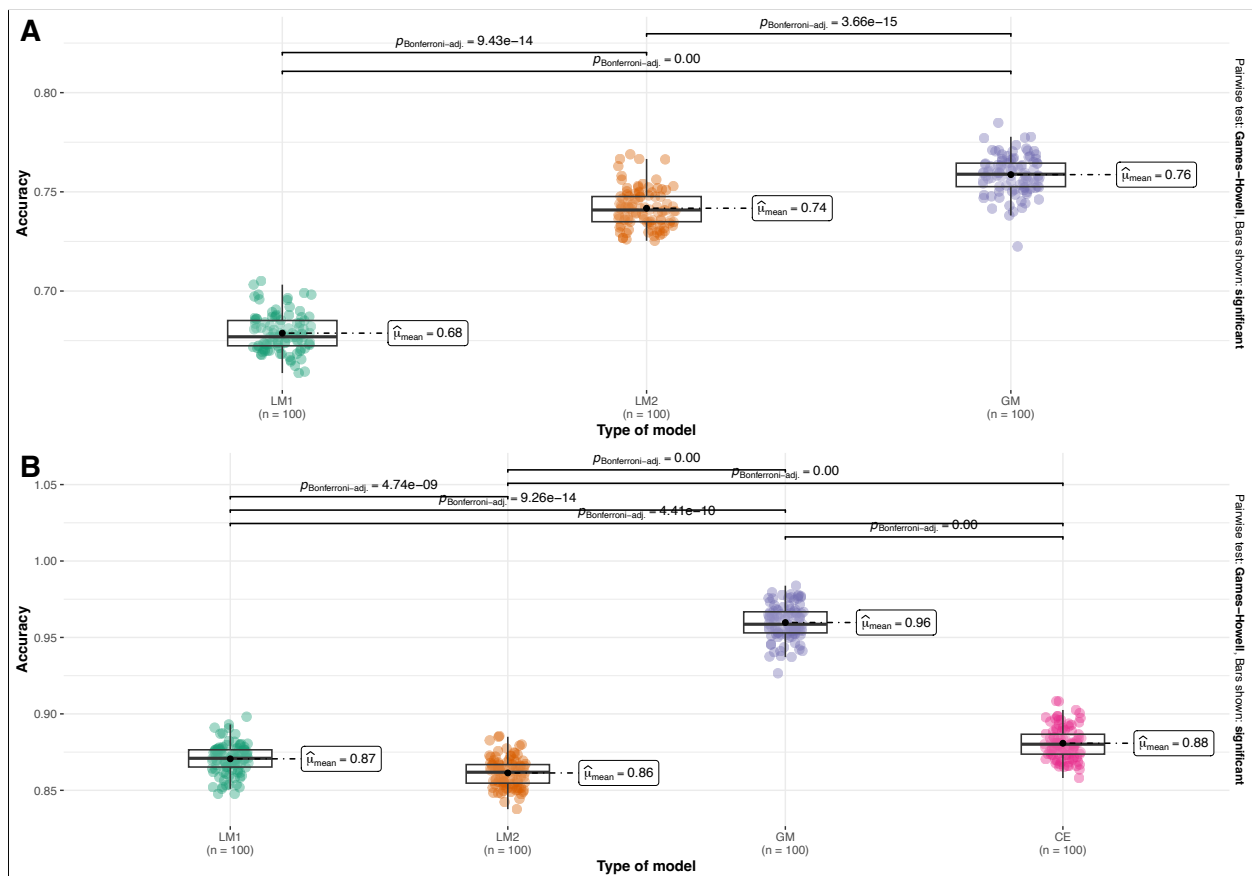 A
pBonferroni−adj. = 3.66e−15
pBonferroni−adj. = 9.43e−14
pBonferroni−adj. = 0.00
0.80
0.75
0.70
Accuracy
μ̂mean = 0.68
μ̂mean = 0.74
μ̂mean = 0.76
LM1
(n = 100)
LM2
(n = 100)
GM
(n = 100)
Type of model
Pairwise test: Games−Howell, Bars shown: significant
B
pBonferroni−adj. = 0.00
pBonferroni−adj. = 0.00
pBonferroni−adj. = 4.74e−09
pBonferroni−adj. = 9.26e−14
pBonferroni−adj. = 4.41e−10
pBonferroni−adj. = 0.00
1.05
1.00
0.95
0.90
0.85
Accuracy
μ̂mean = 0.87
μ̂mean = 0.86
μ̂mean = 0.96
μ̂mean = 0.88
LM1
(n = 100)
LM2
(n = 100)
GM
(n = 100)
CE
(n = 100)
Type of model
Pairwise test: Games−Howell, Bars shown: significant